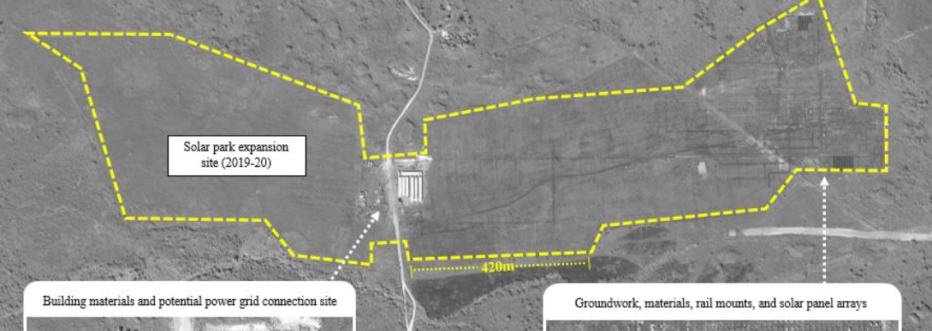 Solar park expansion
site (2019-20)
420m
Building materials and potential power grid connection site
Groundwork, materials, rail mounts, and solar panel arrays